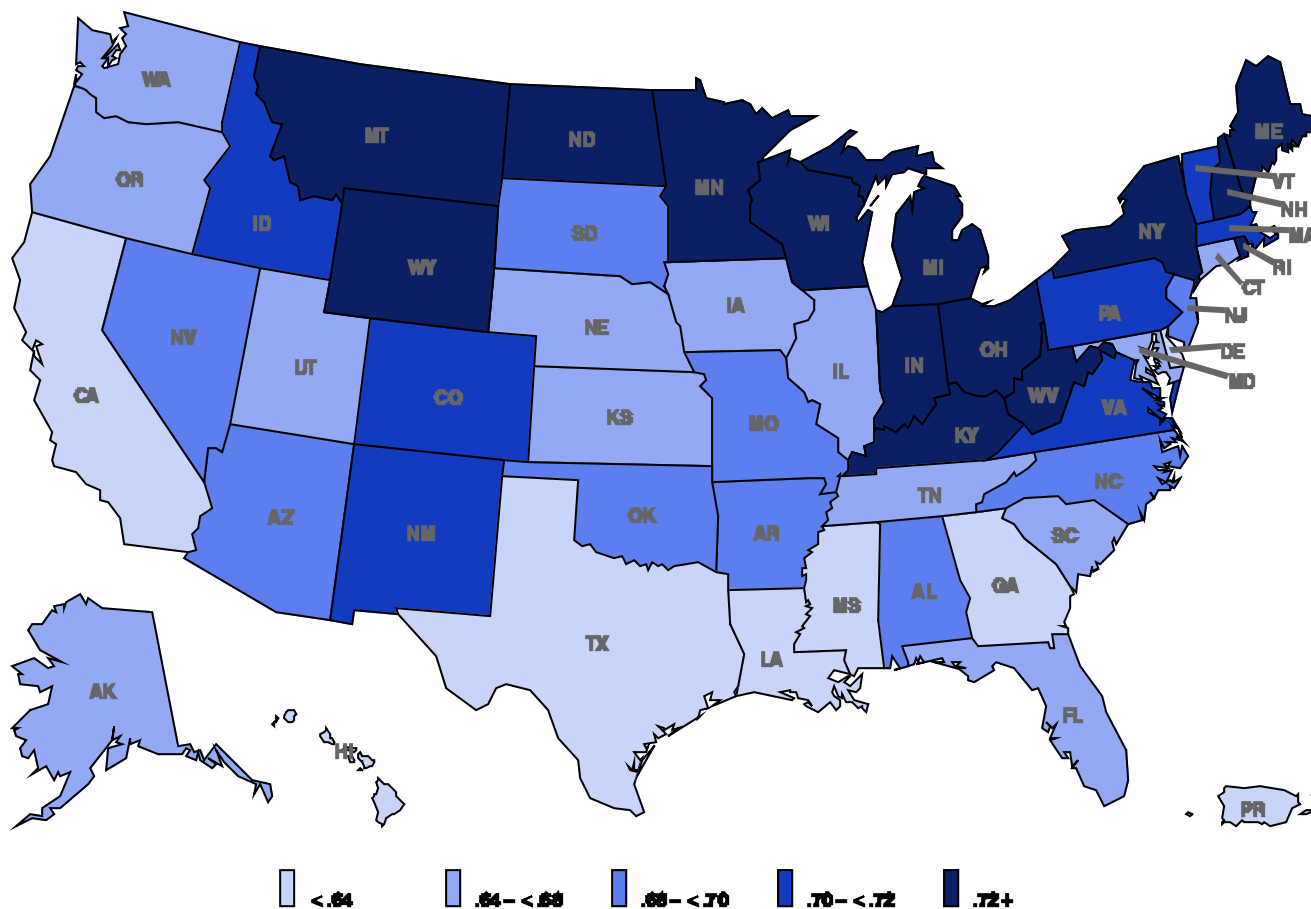 WA
MT
ND
ME
OR
ID
MN
VT
NH
WI
NY
MA
SD
WY
MI
RI
CT
IA
NE
PA
NJ
NV
UT
OH
DE
IL
IN
MD
CA
CO
WV
VA
KS
MO
KY
NC
TN
AZ
OK
NM
AR
SC
AL
GA
MS
TX
LA
AK
FL
HI
PR
< .64
.64 - < .68
.68 - < .70
.70 - < .72
.72 +